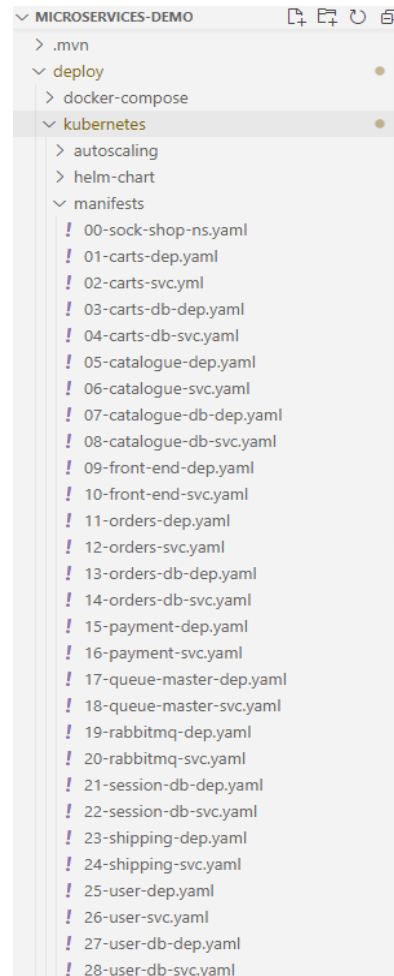 MICROSERVICES-DEMO
.mvn
deploy
docker-compose
kubernetes
autoscaling
helm-chart
manifests
! 00-sock-shop-ns.yaml
! 01-carts-dep.yaml
! 02-carts-svc.yml
! 03-carts-db-dep.yaml
! 04-carts-db-svc.yaml
! 05-catalogue-dep.yaml
! 06-catalogue-svc.yaml
! 07-catalogue-db-dep.yaml
! 08-catalogue-db-svc.yaml
! 09-front-end-dep.yaml
! 10-front-end-svc.yaml
! 11-orders-dep.yaml
! 12-orders-svc.yaml
! 13-orders-db-dep.yaml
! 14-orders-db-svc.yaml
! 15-payment-dep.yaml
! 16-payment-svc.yaml
! 17-queue-master-dep.yaml
! 18-queue-master-svc.yaml
! 19-rabbitmq-dep.yaml
! 20-rabbitmq-svc.yaml
! 21-session-db-dep.yaml
! 22-session-db-svc.yaml
! 23-shipping-dep.yaml
! 24-shipping-svc.yaml
! 25-user-dep.yaml
! 26-user-svc.yaml
! 27-user-db-dep.yaml
! 28-user-db-svc.yaml